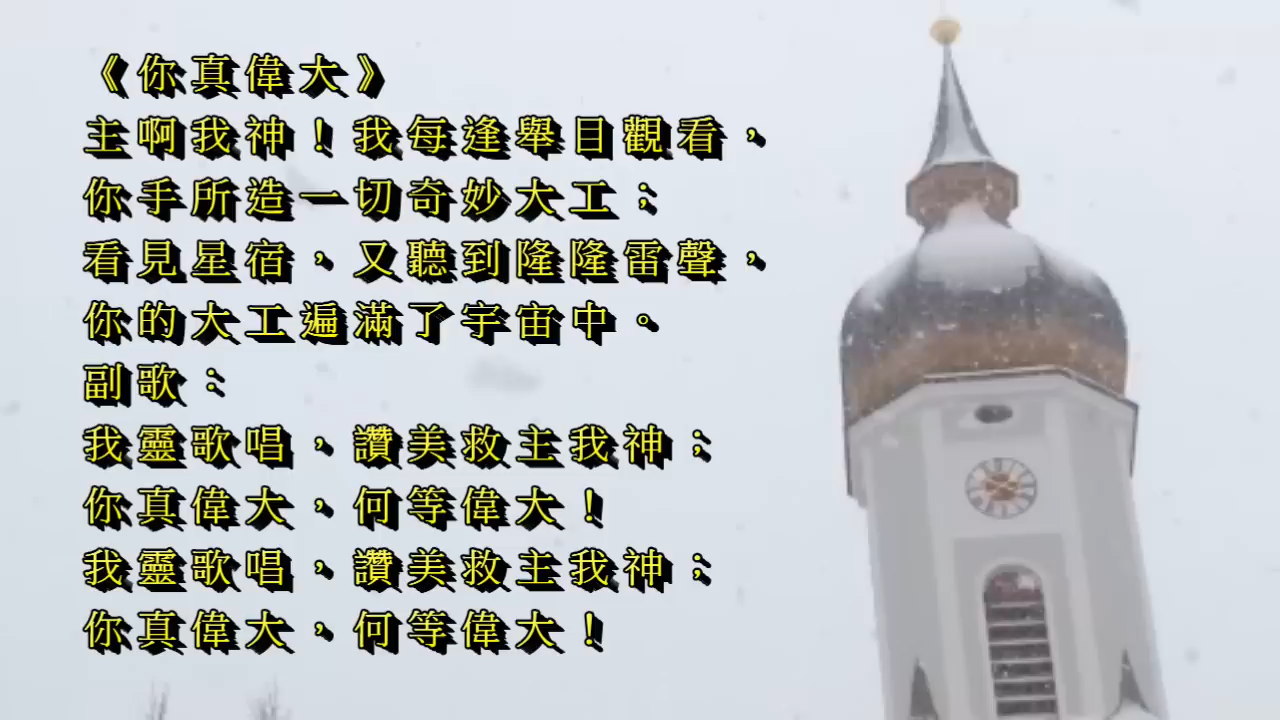 《你真偉大》
主啊我神！我每逢舉目觀看，
你手所造一切奇妙大工；
看見星宿，又聽到隆隆雷聲，
你的大工遍滿了宇宙中。
副歌：
我靈歌唱，讚美救主我神；
你真偉大，何等偉大！
我靈歌唱，讚美救主我神；
你真偉大，何等偉大！